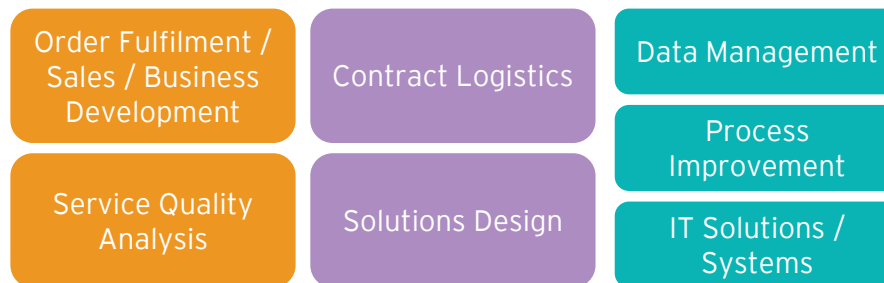 Order Fulfilment /
Sales / Business
Development
Service Quality
Analysis
Contract Logistics
Solutions Design
Data Management
Process
Improvement
IT Solutions /
Systems